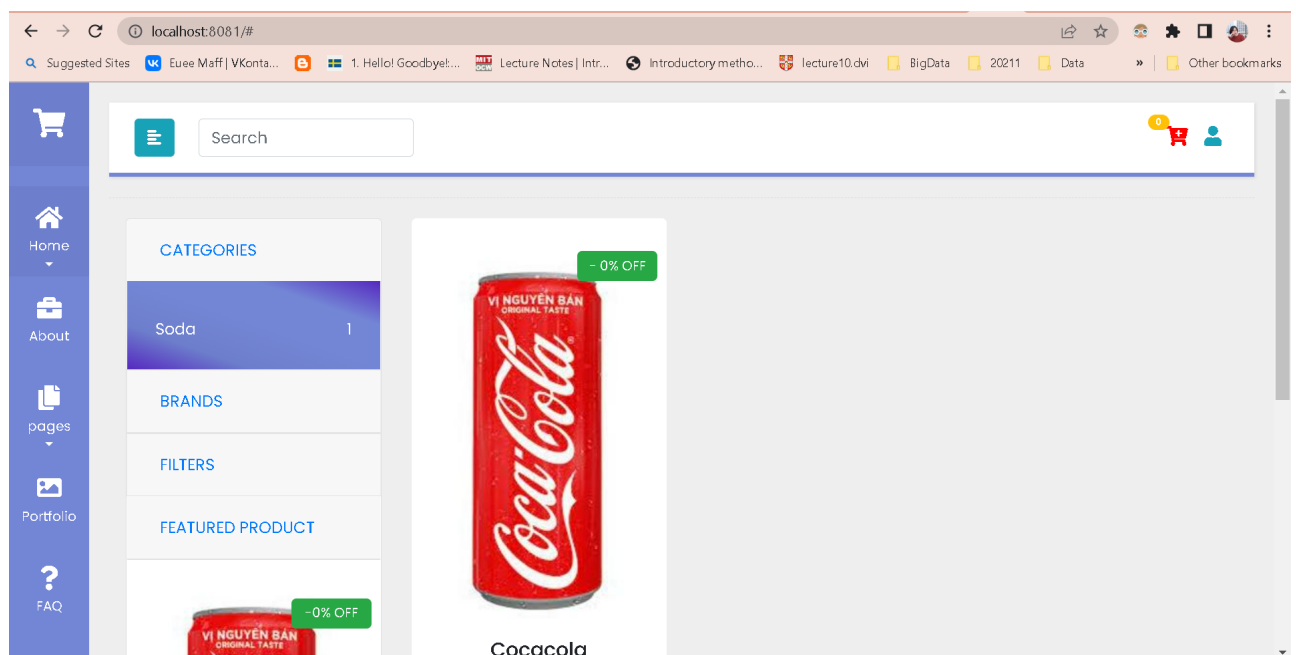 localhost:8081/#
Suggested Sites Euee Maff | VKonta... 1. Hello! Goodbye!:... MIT OCW Lecture Notes | Intr... Introductory metho... lecture10.dvi BigData 20211 Data » Other bookmarks
Search
0
Home
About
pages
Portfolio
FAQ
CATEGORIES
Soda 1
BRANDS
FILTERS
FEATURED PRODUCT
-0% OFF
VỊ NGUYÊN BẢN
ORIGINAL TASTE
- 0% OFF
VỊ NGUYÊN BẢN
ORIGINAL TASTE
Coca-Cola
Cocacola